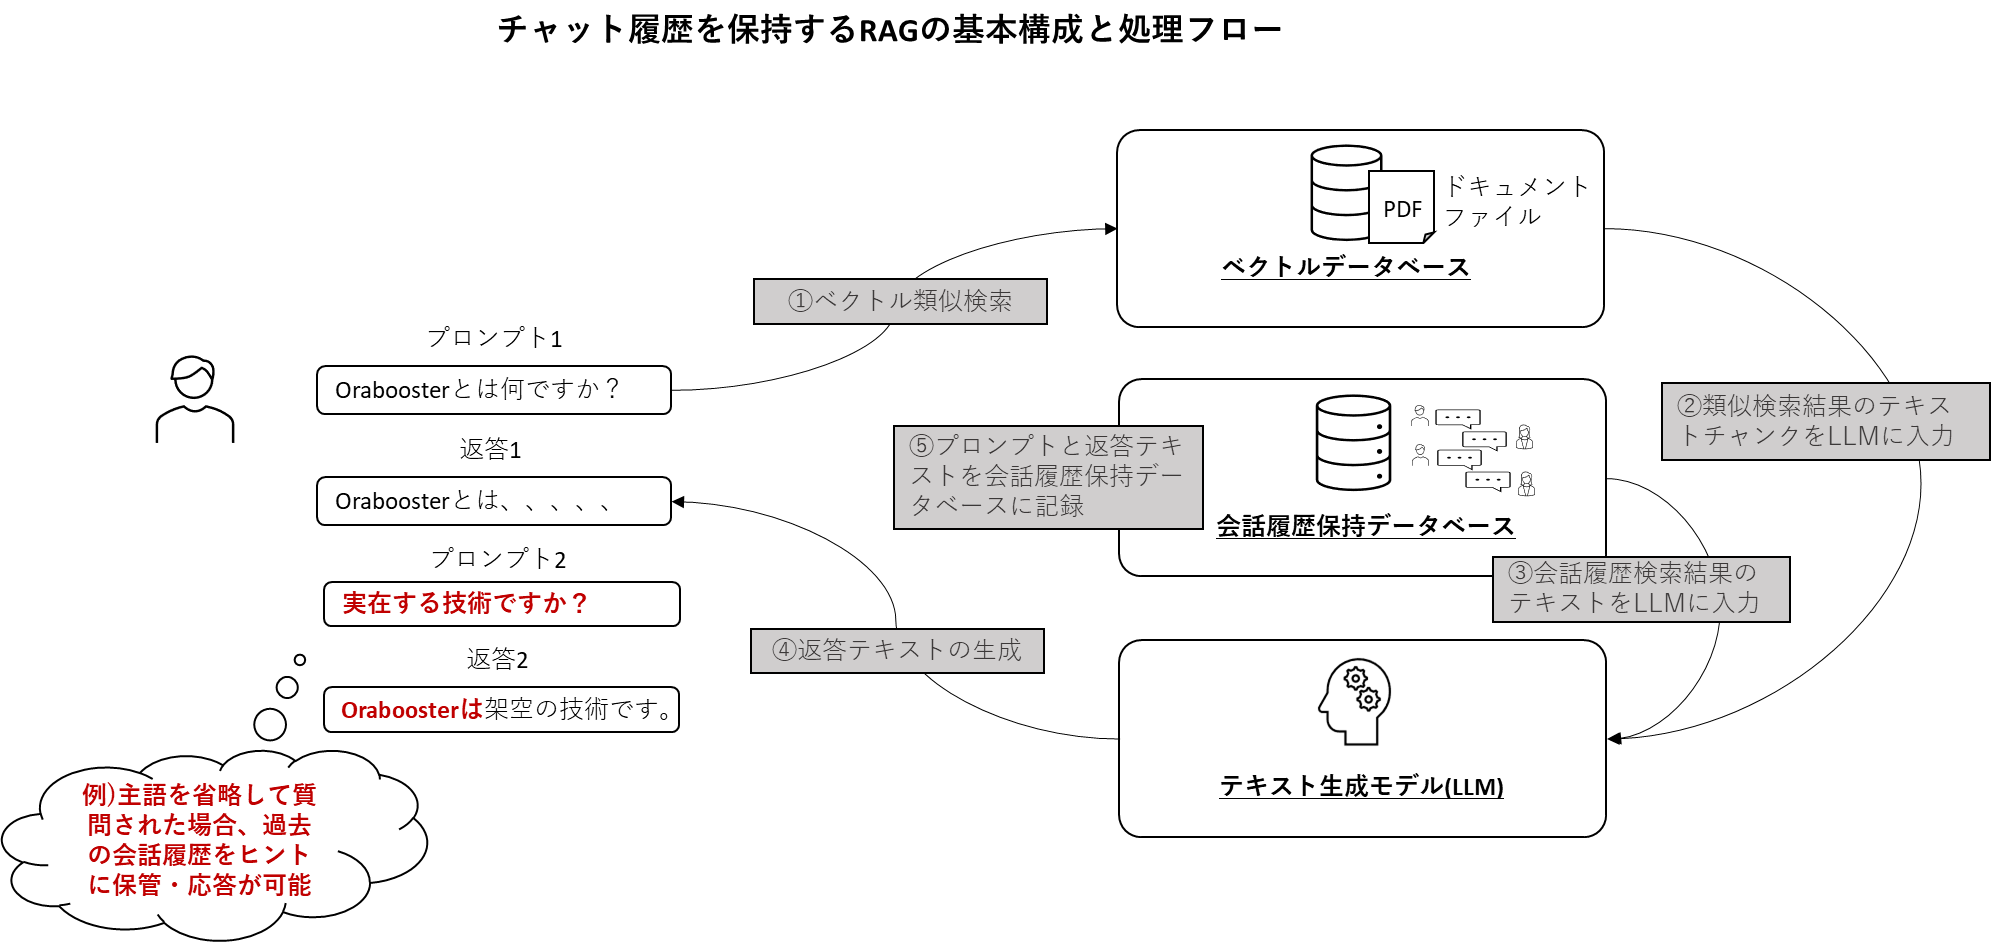 チャット履歴を保持するRAGの基本構成と処理フロー
PDF
ドキュメント
ファイル
ベクトルデータベース
①ベクトル類似検索
プロンプト1
Oraboosterとは何ですか？
返答1
Oraboosterとは、、、、、
プロンプト2
実在する技術ですか？
返答2
Oraboosterは架空の技術です。
例)主語を省略して質
問された場合、過去
の会話履歴をヒント
に保管・応答が可能
②類似検索結果のテキス
トチャンクをLLMに入力
⑤プロンプトと返答テキ
ストを会話履歴保持デー
タベースに記録
会話履歴保持データベース
③会話履歴検索結果の
テキストをLLMに入力
④返答テキストの生成
テキスト生成モデル(LLM)